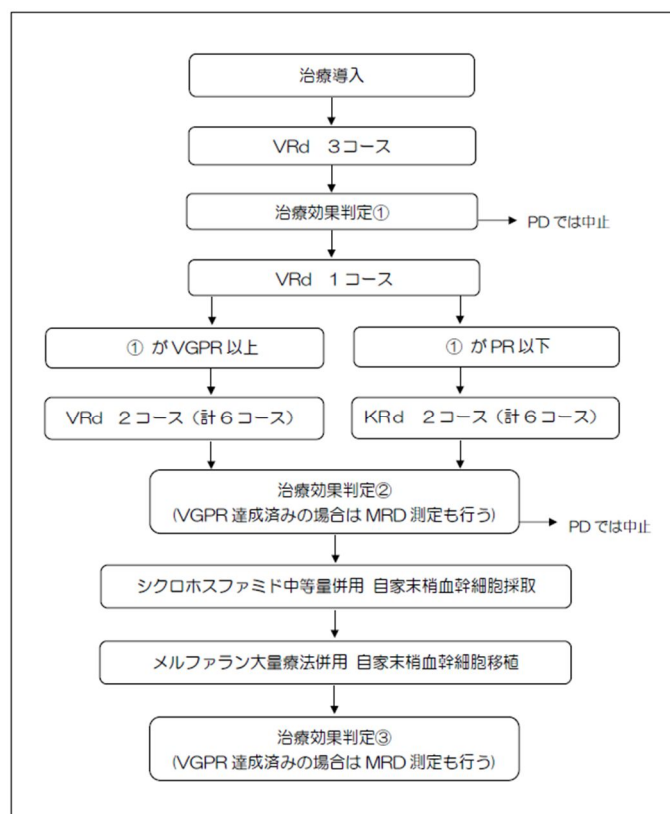 治療導入
VRd 3コース
治療効果判定①
PDでは中止
VRd 1コース
① がVGPR以上
① がPR以下
VRd 2コース（計6コース）
KRd 2コース（計6コース）
治療効果判定②
(VGPR達成済みの場合はMRD測定も行う)
PDでは中止
シクロホスファミド中等量併用 自家末梢血幹細胞採取
メルファラン大量療法併用 自家末梢血幹細胞移植
治療効果判定③
(VGPR達成済みの場合はMRD測定も行う)